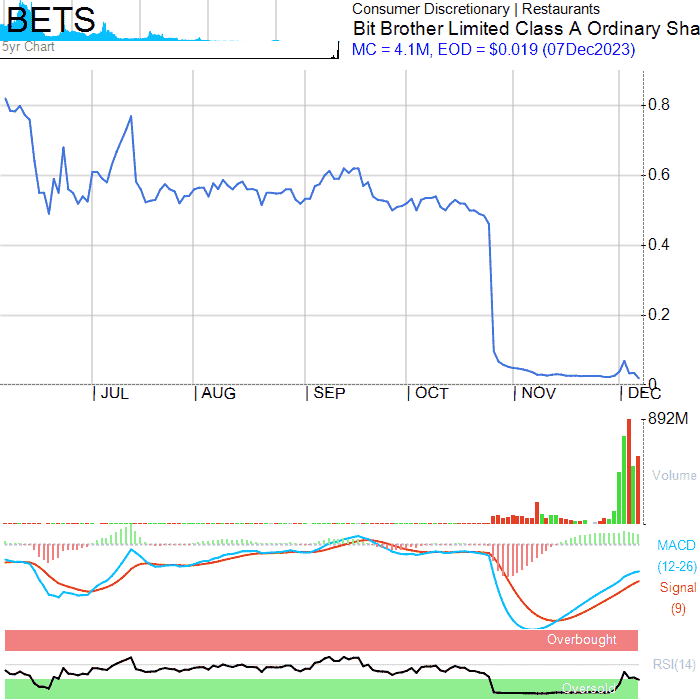 BETS
Consumer Discretionary | Restaurants
Bit Brother Limited Class A Ordinary Sha
5yr Chart
MC = 4.1M, EOD = $0.019 (07Dec2023)
0.8
0.6
0.4
0.2
0
JUL AUG SEP OCT NOV DEC
892M
Volume
MACD
(12-26)
Signal
(9)
Overbought
RSI(14)
Oversold